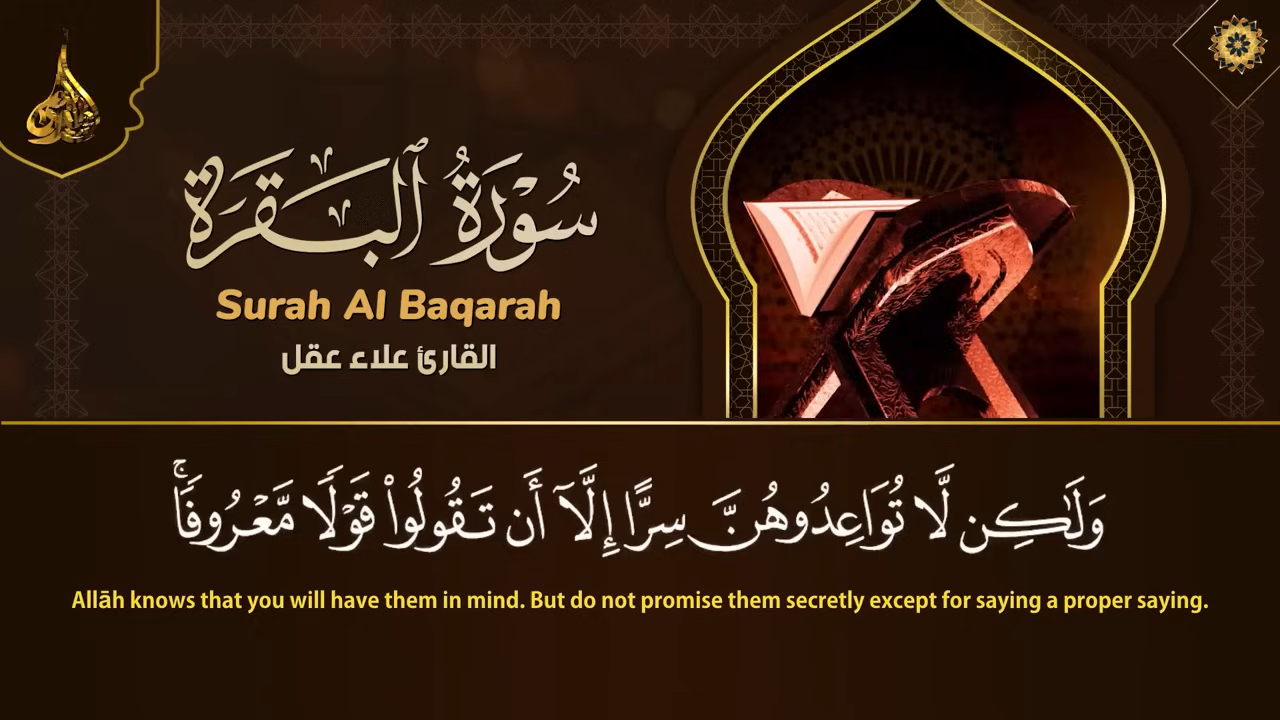 سُورَةُ ٱلْبَقَرَة
Surah Al Baqarah
القارئ علاء عقل
وَلَٰكِن لَّا تُوَاعِدُوهُنَّ سِرًّا إِلَّآ أَن تَقُولُوا۟ قَوْلًا مَّعْرُوفًا ۚ
Allāh knows that you will have them in mind. But do not promise them secretly except for saying a proper saying.